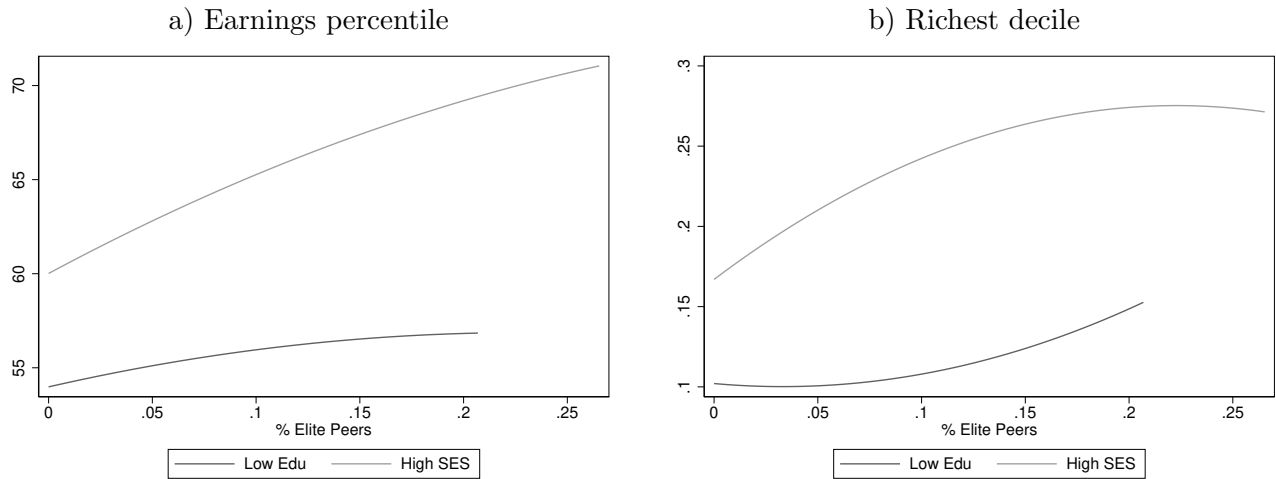 a) Earnings percentile
70
65
60
55
0 .05 .1 .15 .2 .25
% Elite Peers
Low Edu High SES
b) Richest decile
.3
.25
.2
.15
.1
0 .05 .1 .15 .2 .25
% Elite Peers
Low Edu High SES